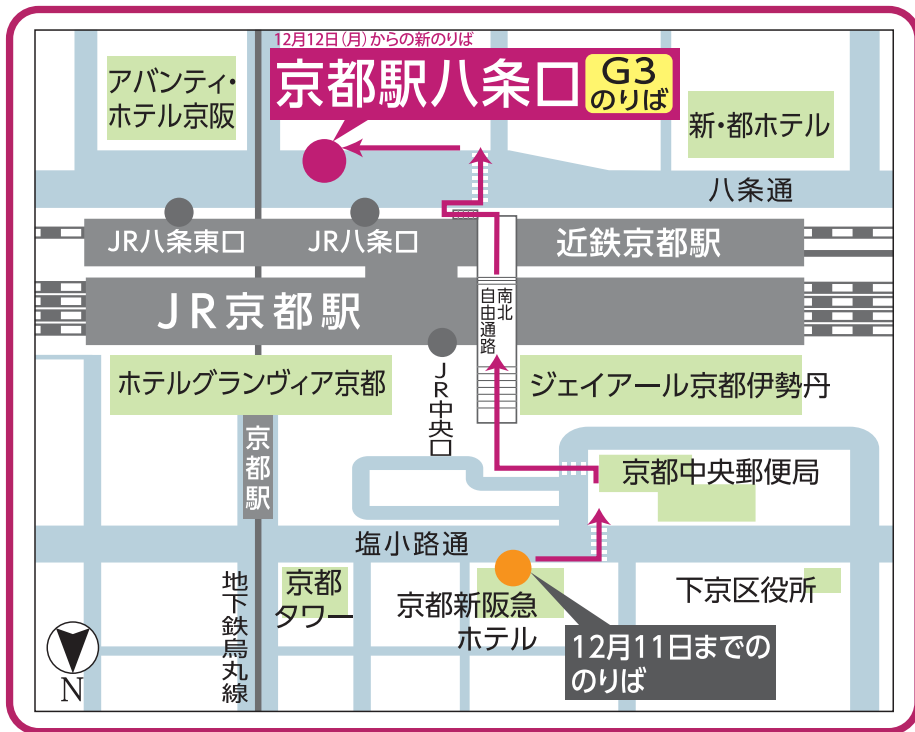 12月12日(月)からの新のりば
京都駅八条口
G3
のりば
アバンティ・
ホテル京阪
新・都ホテル
八条通
JR八条東口
JR八条口
近鉄京都駅
JR京都駅
南北
自由通路
ホテルグランヴィア京都
JR中央口
ジェイアール京都伊勢丹
京都駅
京都中央郵便局
塩小路通
地下鉄烏丸線
京都
タワー
京都新阪急
ホテル
下京区役所
12月11日までの
のりば
N